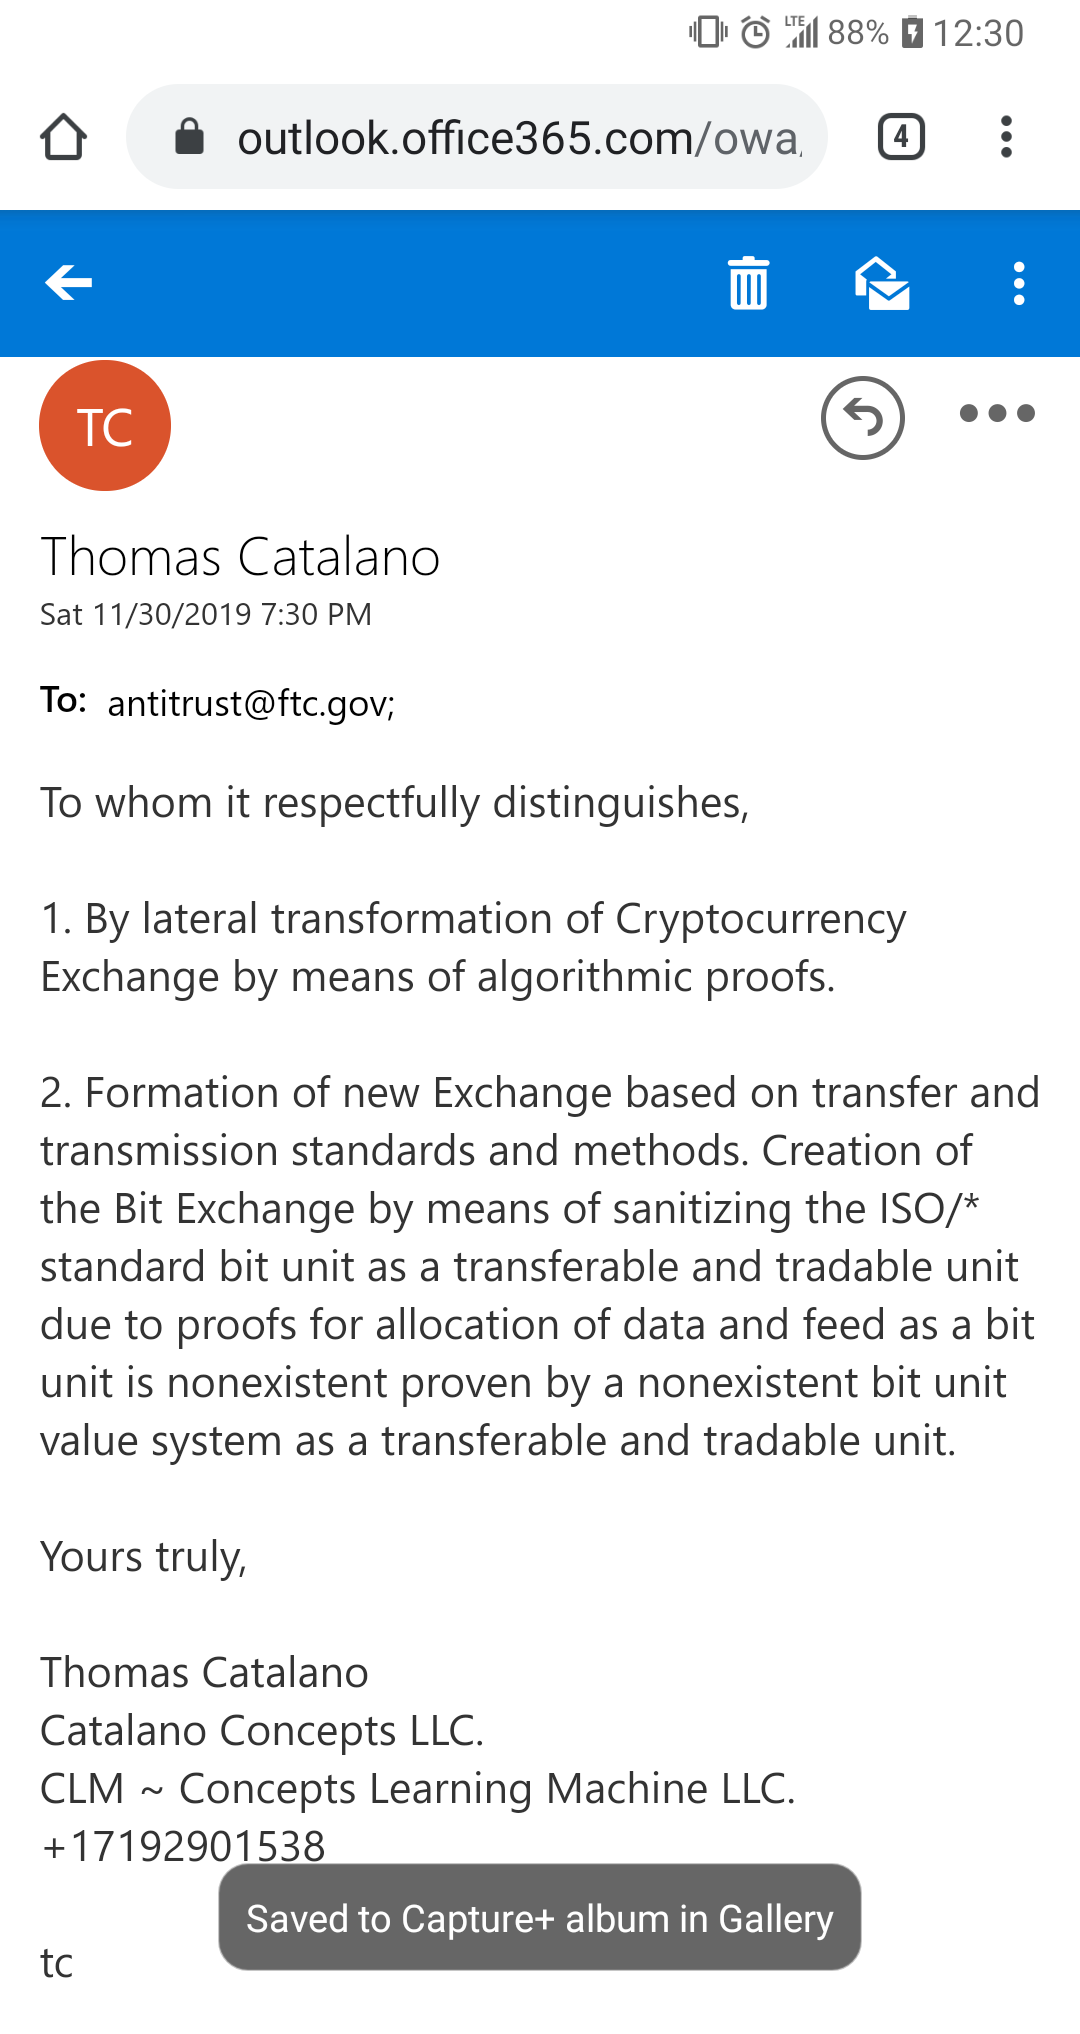 LTE 88% 12:30
outlook.office365.com/owa/
4
TC
Thomas Catalano
Sat 11/30/2019 7:30 PM
To: antitrust@ftc.gov;
To whom it respectfully distinguishes,
1. By lateral transformation of Cryptocurrency
Exchange by means of algorithmic proofs.
2. Formation of new Exchange based on transfer and
transmission standards and methods. Creation of
the Bit Exchange by means of sanitizing the ISO/*
standard bit unit as a transferable and tradable unit
due to proofs for allocation of data and feed as a bit
unit is nonexistent proven by a nonexistent bit unit
value system as a transferable and tradable unit.
Yours truly,
Thomas Catalano
Catalano Concepts LLC.
CLM ~ Concepts Learning Machine LLC.
+17192901538
Saved to Capture+ album in Gallery
tc